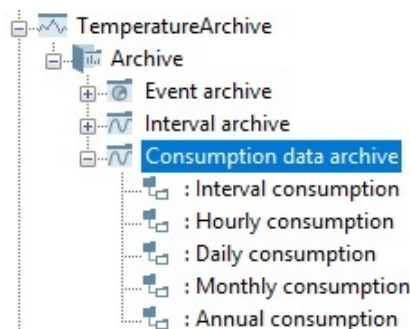 TemperatureArchive
Archive
Event archive
Interval archive
Consumption data archive
: Interval consumption
: Hourly consumption
: Daily consumption
: Monthly consumption
: Annual consumption